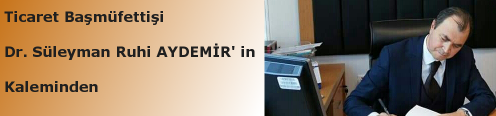 Ticaret Başmüfettişi
Dr. Süleyman Ruhi AYDEMİR' in
Kaleminden